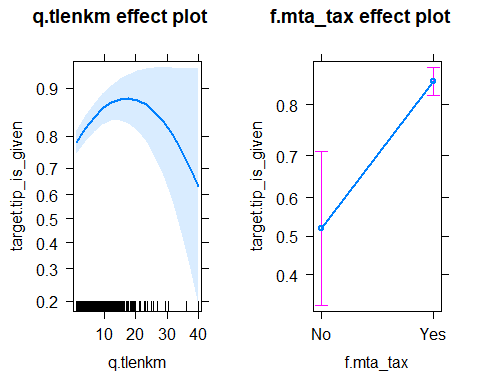 q.tlenkm effect plot
target.tip_is_given
0.9
0.8
0.7
0.6
0.5
0.4
0.3
0.2
10 20 30 40
q.tlenkm
f.mta_tax effect plot
target.tip_is_given
0.8
0.7
0.6
0.5
0.4
No Yes
f.mta_tax